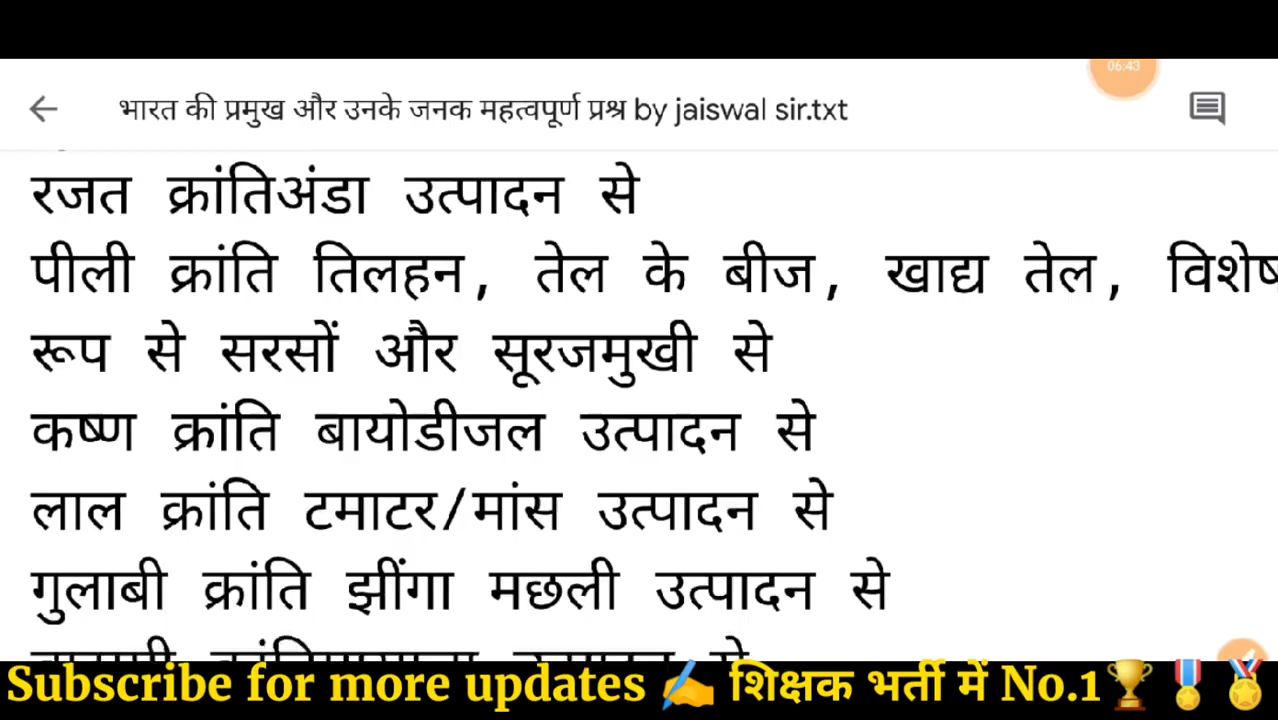 06:43
भारत की प्रमुख और उनके जनक महत्वपूर्ण प्रश्न by jaiswal sir.txt
रजत क्रांतिअंडा उत्पादन से
पीली क्रांति तिलहन, तेल के बीज, खाद्य तेल, विशेष
रूप से सरसों और सूरजमुखी से
कष्ण क्रांति बायोडीजल उत्पादन से
लाल क्रांति टमाटर/मांस उत्पादन से
गुलाबी क्रांति झींगा मछली उत्पादन से
Subscribe for more updates ✍️ शिक्षक भर्ती में No.1🏆🎖️🏅